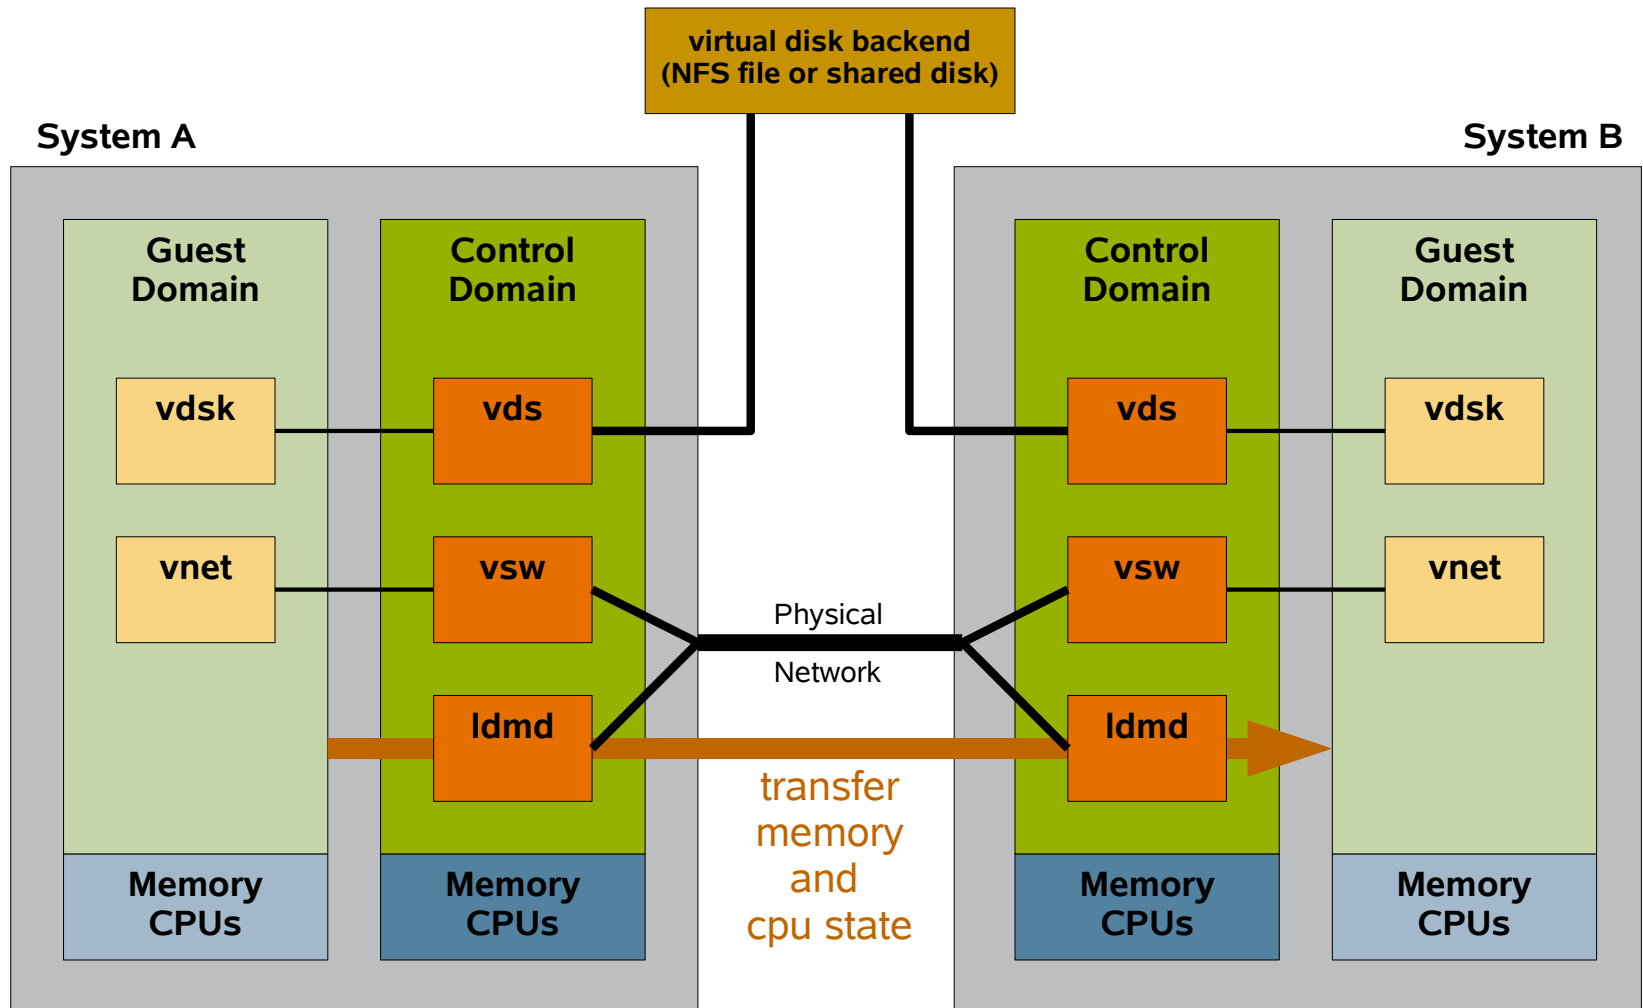 virtual disk backend
(NFS file or shared disk)
System A
System B
Guest
Domain
Control
Domain
Control
Domain
Guest
Domain
vdsk
vds
vds
vdsk
vnet
vsw
vsw
vnet
Physical
Network
ldmd
ldmd
transfer
memory
and
cpu state
Memory
CPUs
Memory
CPUs
Memory
CPUs
Memory
CPUs